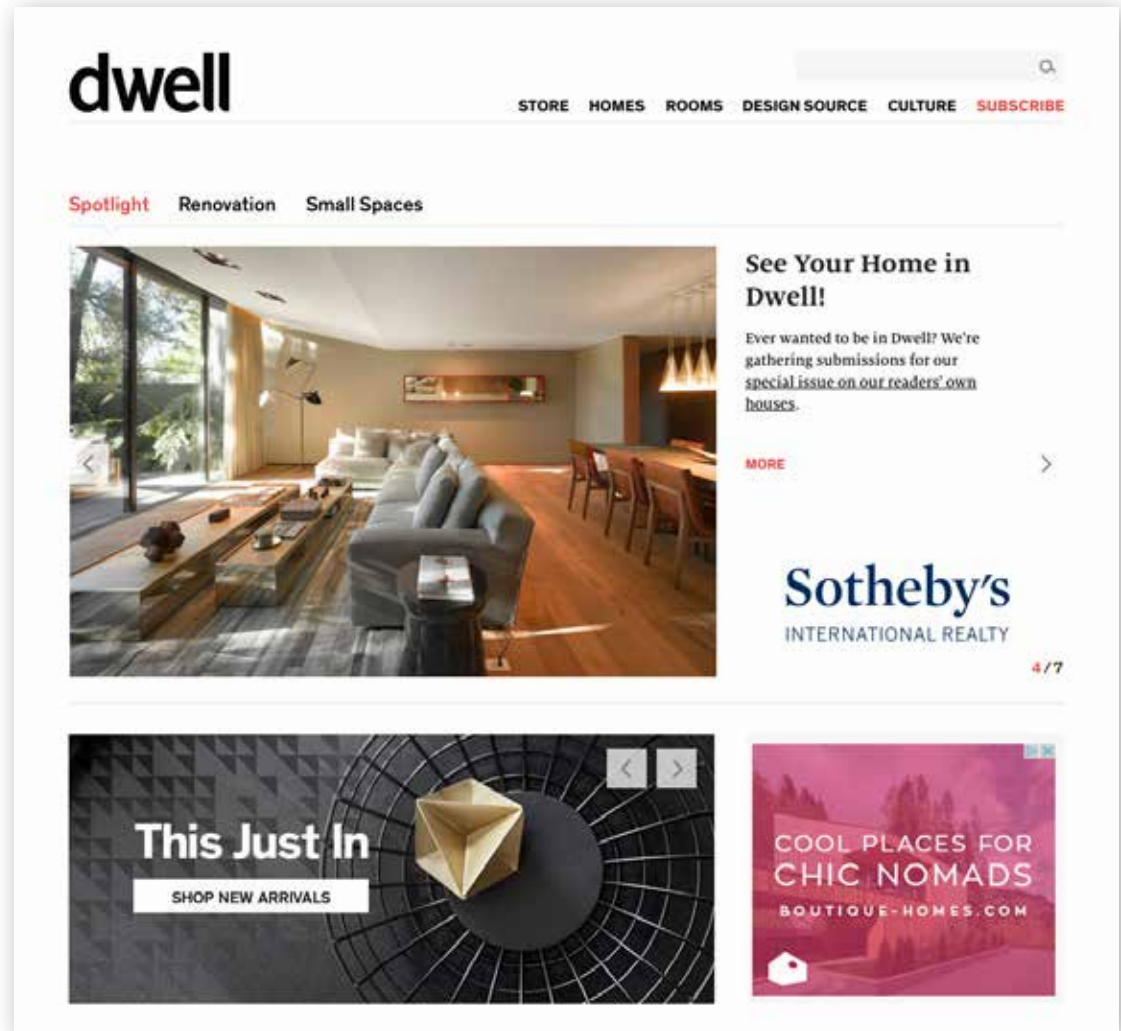 dwell
STORE HOMES ROOMS DESIGN SOURCE CULTURE SUBSCRIBE
Spotlight Renovation Small Spaces
See Your Home in
Dwell!
Ever wanted to be in Dwell? We're
gathering submissions for our
special issue on our readers' own
houses.
MORE
Sotheby's
INTERNATIONAL REALTY
4/7
This Just In
SHOP NEW ARRIVALS
COOL PLACES FOR
CHIC NOMADS
BOUTIQUE-HOMES.COM